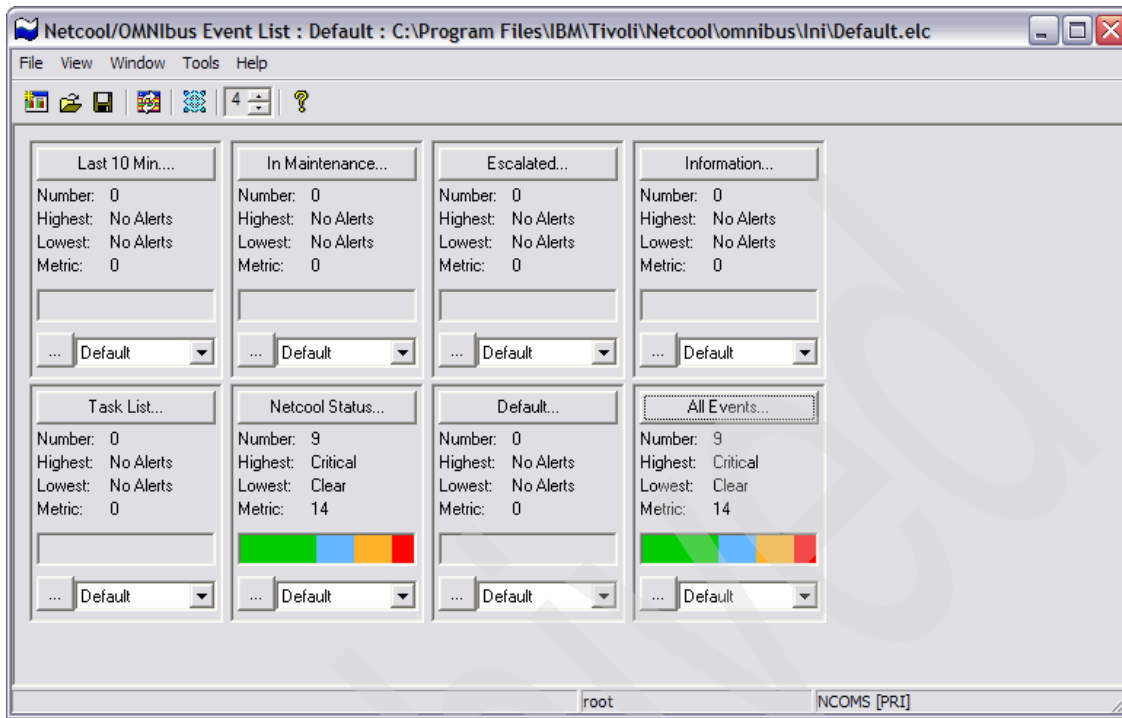 Netcool/OMNIbus Event List : Default : C:\Program Files\IBM\Tivoli\Netcool\omnibus\Ini\Default.elc
File View Window Tools Help
4
Last 10 Min....
Number: 0
Highest: No Alerts
Lowest: No Alerts
Metric: 0
... Default
In Maintenance...
Number: 0
Highest: No Alerts
Lowest: No Alerts
Metric: 0
... Default
Escalated...
Number: 0
Highest: No Alerts
Lowest: No Alerts
Metric: 0
... Default
Information...
Number: 0
Highest: No Alerts
Lowest: No Alerts
Metric: 0
... Default
Task List...
Number: 0
Highest: No Alerts
Lowest: No Alerts
Metric: 0
... Default
Netcool Status...
Number: 9
Highest: Critical
Lowest: Clear
Metric: 14
... Default
Default...
Number: 0
Highest: No Alerts
Lowest: No Alerts
Metric: 0
... Default
All Events...
Number: 9
Highest: Critical
Lowest: Clear
Metric: 14
... Default
root
NCOMS [PRI]